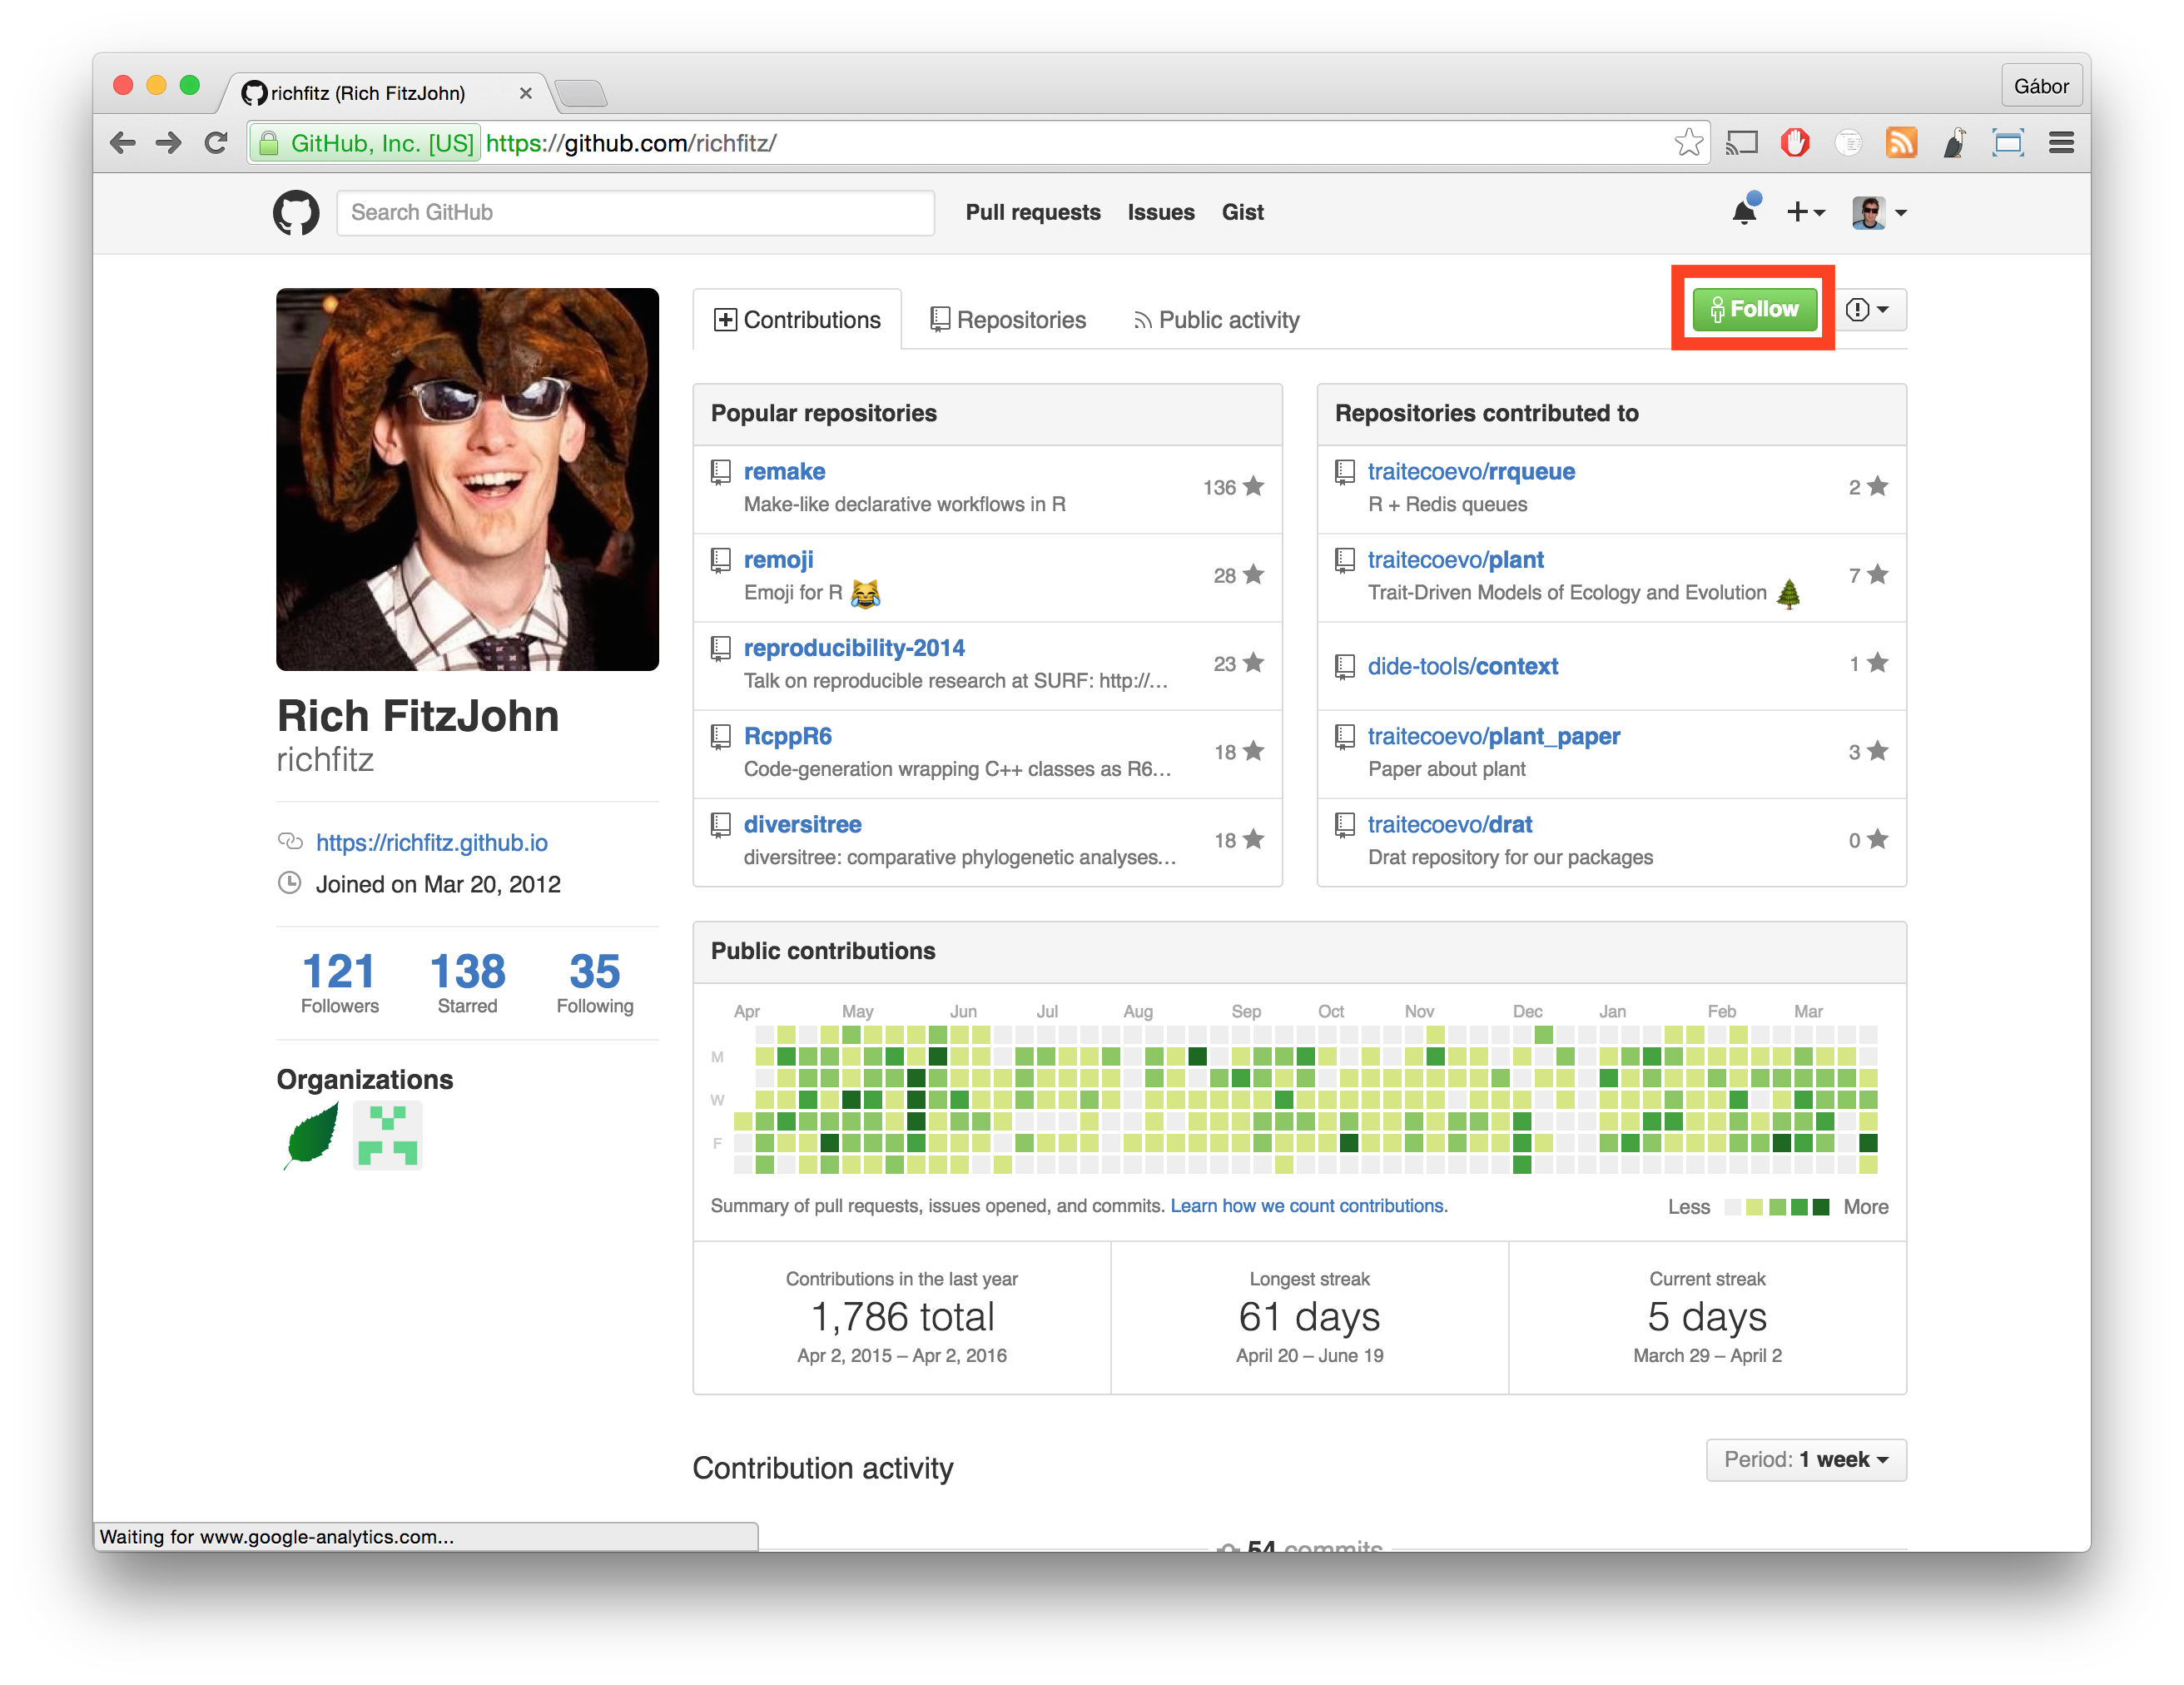 richfitz (Rich FitzJohn)
Gábor
GitHub, Inc. [US] https://github.com/richfitz/
Search GitHub
Pull requests Issues Gist
Contributions Repositories Public activity
Follow
Rich FitzJohn
richfitz
https://richfitz.github.io
Joined on Mar 20, 2012
121 138 35
Followers Starred Following
Organizations
Popular repositories
remake
Make-like declarative workflows in R
136
remoji
Emoji for R
28
reproducibility-2014
Talk on reproducible research at SURF: http://...
23
RcppR6
Code-generation wrapping C++ classes as R6...
18
diversitree
diversitree: comparative phylogenetic analyses...
18
Repositories contributed to
traitecoevo/rrqueue
R + Redis queues
2
traitecoevo/plant
Trait-Driven Models of Ecology and Evolution
7
dide-tools/context
1
traitecoevo/plant_paper
Paper about plant
3
traitecoevo/drat
Drat repository for our packages
0
Public contributions
Apr May Jun Jul Aug Sep Oct Nov Dec Jan Feb Mar
M
W
F
Summary of pull requests, issues opened, and commits. Learn how we count contributions.
Less More
Contributions in the last year
1,786 total
Apr 2, 2015 – Apr 2, 2016
Longest streak
61 days
April 20 – June 19
Current streak
5 days
March 29 – April 2
Contribution activity
Period: 1 week
54 commits
Waiting for www.google-analytics.com...